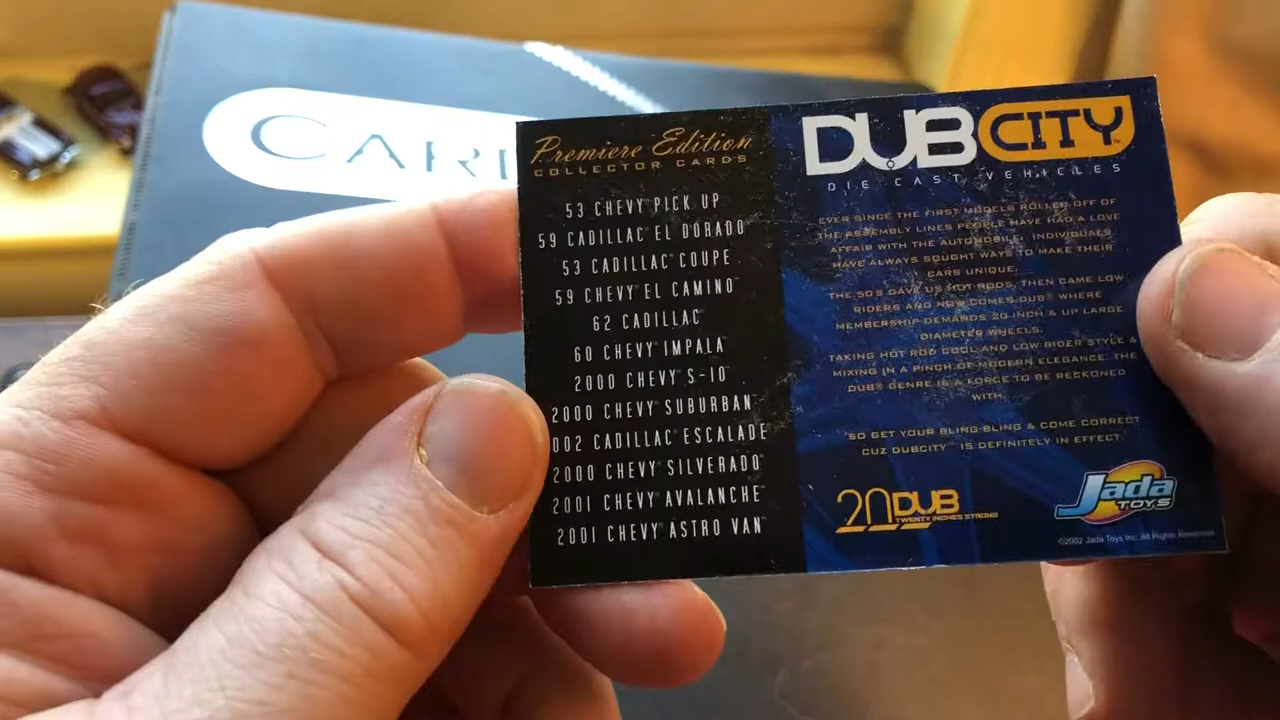 CAR
Premiere Edition
COLLECTOR CARDS
53 CHEVY PICK UP
59 CADILLAC EL DORADO
53 CADILLAC COUPE
59 CHEVY EL CAMINO
62 CADILLAC
60 CHEVY IMPALA
2000 CHEVY S-10
2000 CHEVY SUBURBAN
002 CADILLAC ESCALADE
2000 CHEVY SILVERADO
2001 CHEVY AVALANCHE
2001 CHEVY ASTRO VAN
DUB CITY™
DIE CAST VEHICLES
EVER SINCE THE FIRST MODELS ROLLED OFF OF
THE ASSEMBLY LINES PEOPLE HAVE HAD A LOVE
AFFAIR WITH THE AUTOMOBILE. INDIVIDUALS
HAVE ALWAYS SOUGHT WAYS TO MAKE THEIR
CARS UNIQUE.
THE 50'S GAVE US HOT RODS, THEN CAME LOW
RIDERS AND NOW COMES DUB® WHERE
MEMBERSHIP DEMANDS 20 INCH & UP LARGE
DIAMETER WHEELS.
TAKING HOT ROD COOL AND LOW RIDER STYLE &
MIXING IN A PINCH OF MODERN ELEGANCE. THE
DUB® GENRE IS A FORCE TO BE RECKONED
WITH.
SO GET YOUR BLING-BLING & COME CORRECT
CUZ DUBCITY™ IS DEFINITELY IN EFFECT.
20 DUB
TWENTY INCHES STRONG
Jada
TOYS
©2002 Jada Toys Inc. All Rights Reserved